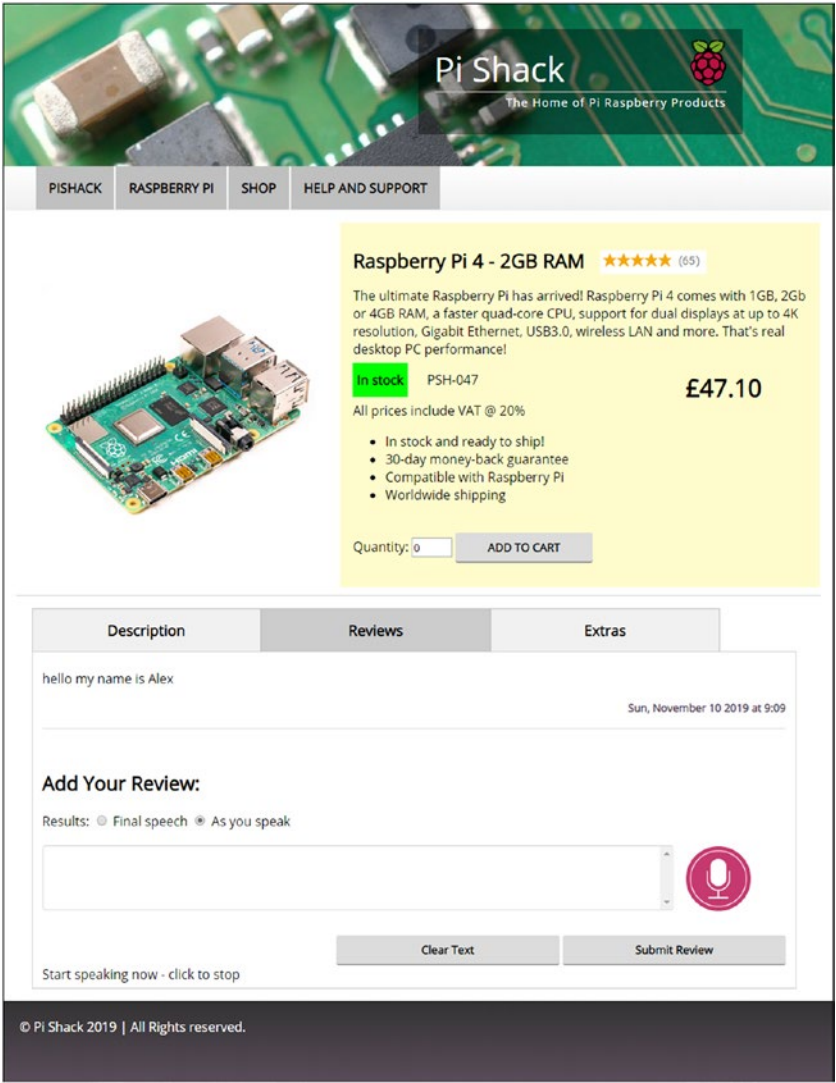 Pi Shack
The Home of Pi Raspberry Products
PISHACK
RASPBERRY PI
SHOP
HELP AND SUPPORT
Raspberry Pi 4 - 2GB RAM (65)
The ultimate Raspberry Pi has arrived! Raspberry Pi 4 comes with 1GB, 2Gb
or 4GB RAM, a faster quad-core CPU, support for dual displays at up to 4K
resolution, Gigabit Ethernet, USB3.0, wireless LAN and more. That's real
desktop PC performance!
In stock PSH-047
£47.10
All prices include VAT @ 20%
• In stock and ready to ship!
• 30-day money-back guarantee
• Compatible with Raspberry Pi
• Worldwide shipping
Quantity: 0 ADD TO CART
Description
Reviews
Extras
hello my name is Alex
Sun, November 10 2019 at 9:09
Add Your Review:
Results: Final speech As you speak
Clear Text
Submit Review
Start speaking now - click to stop
© Pi Shack 2019 | All Rights reserved.